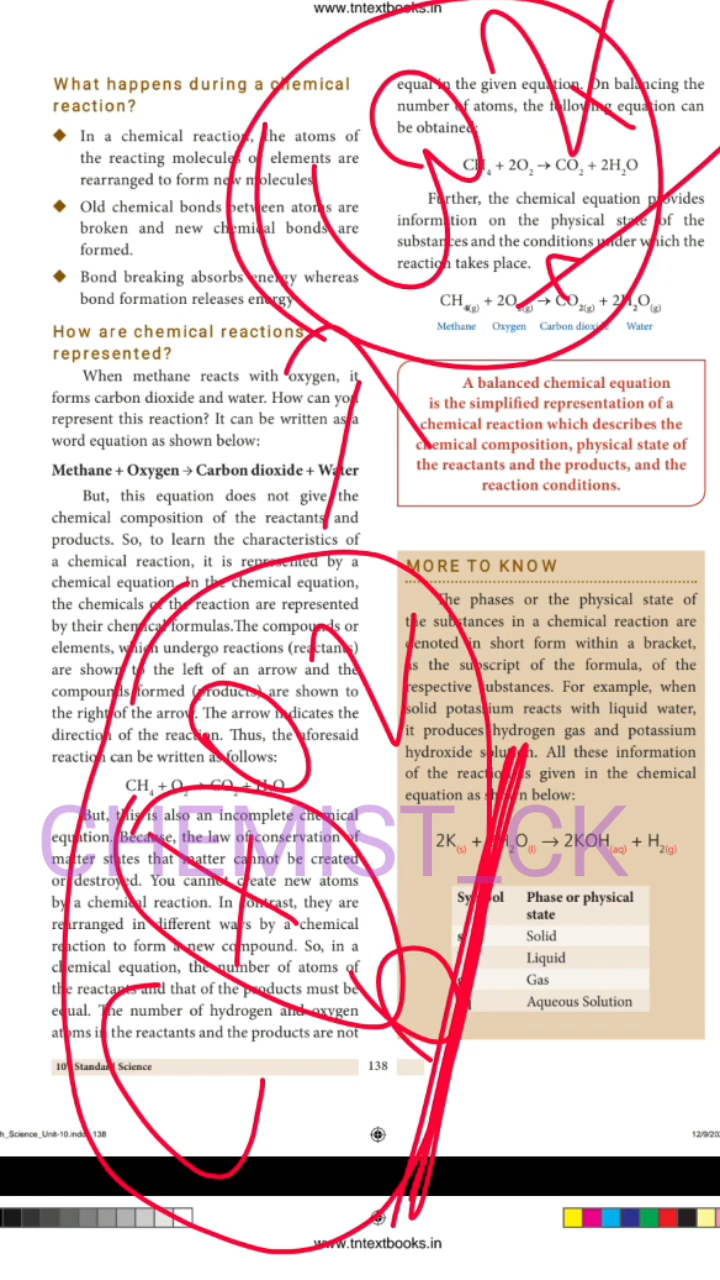 www.tntextbooks.in
What happens during a chemical
reaction?
In a chemical reaction, the atoms of
the reacting molecules or elements are
rearranged to form new molecules.
Old chemical bonds between atoms are
broken and new chemical bonds are
formed.
Bond breaking absorbs energy whereas
bond formation releases energy
How are chemical reactions
represented?
When methane reacts with oxygen, it
forms carbon dioxide and water. How can you
represent this reaction? It can be written as a
word equation as shown below:
Methane + Oxygen → Carbon dioxide + Water
But, this equation does not give the
chemical composition of the reactants and
products. So, to learn the characteristics of
a chemical reaction, it is represented by a
chemical equation. In the chemical equation,
the chemicals of the reaction are represented
by their chemical formulas.The compounds or
elements, which undergo reactions (reactants)
are shown to the left of an arrow and the
compounds formed (products) are shown to
the right of the arrow. The arrow indicates the
direction of the reaction. Thus, the aforesaid
reaction can be written as follows:
CH₄ + O₂ → CO₂ + H₂O
But, this is also an incomplete chemical
equation. Because, the law of conservation of
matter states that matter cannot be created
or destroyed. You cannot create new atoms
by a chemical reaction. In contrast, they are
rearranged in different ways by a chemical
reaction to form a new compound. So, in a
chemical equation, the number of atoms of
the reactants and that of the products must be
equal. The number of hydrogen and oxygen
atoms in the reactants and the products are not
equal in the given equation. On balancing the
number of atoms, the following equation can
be obtained:
CH₄ + 2O₂ → CO₂ + 2H₂O
Further, the chemical equation provides
information on the physical state of the
substances and the conditions under which the
reaction takes place.
CH₄(g) + 2O₂(g) → CO₂(g) + 2H₂O(g)
Methane Oxygen Carbon dioxide Water
A balanced chemical equation
is the simplified representation of a
chemical reaction which describes the
chemical composition, physical state of
the reactants and the products, and the
reaction conditions.
MORE TO KNOW
The phases or the physical state of
the substances in a chemical reaction are
denoted in short form within a bracket,
as the subscript of the formula, of the
respective substances. For example, when
solid potassium reacts with liquid water,
it produces hydrogen gas and potassium
hydroxide solution. All these information
of the reaction is given in the chemical
equation as shown below:
2K(s) + 2H₂O(l) → 2KOH(aq) + H₂(g)
Symbol Phase or physical
state
Solid
Liquid
Gas
Aqueous Solution
CHEMIST_CK
10th Standard Science
138
h_Science_Unit-10.indd 138
12/9/202
www.tntextbooks.in